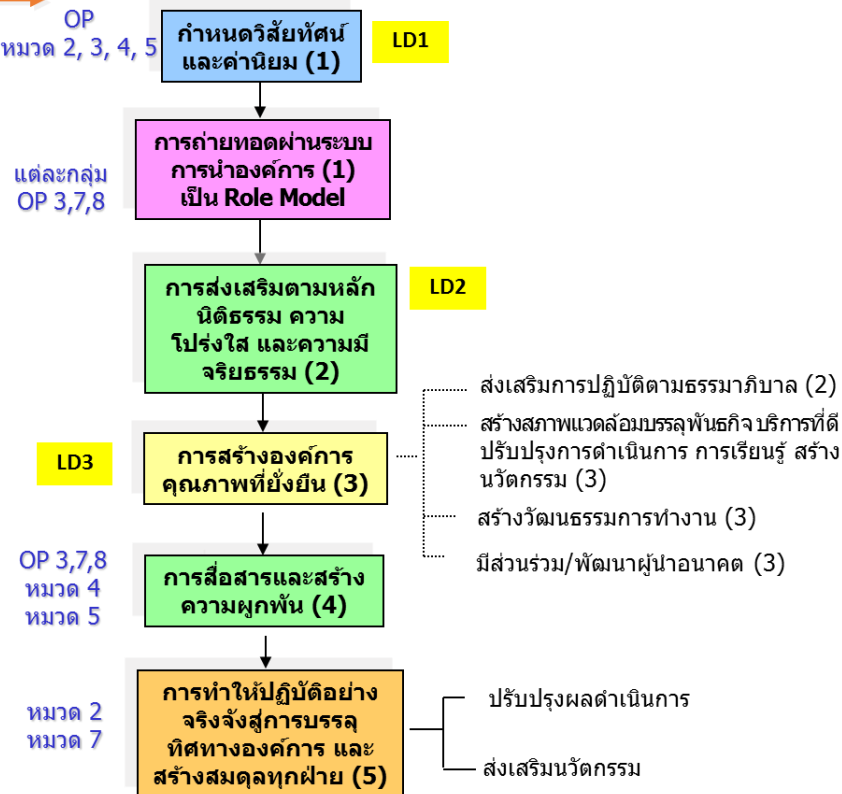 OP
หมวด 2, 3, 4, 5
กำหนดวิสัยทัศน์
และค่านิยม (1)
LD1
การถ่ายทอดผ่านระบบ
การนำองค์การ (1)
เป็น Role Model
แต่ละกลุ่ม
OP 3,7,8
การส่งเสริมตามหลัก
นิติธรรม ความ
โปร่งใส และความมี
จริยธรรม (2)
LD2
LD3
การสร้างองค์การ
คุณภาพที่ยั่งยืน (3)
ส่งเสริมการปฏิบัติตามธรรมาภิบาล (2)
สร้างสภาพแวดล้อมบรรลุพันธกิจ บริการที่ดี
ปรับปรุงการดำเนินการ การเรียนรู้ สร้าง
นวัตกรรม (3)
สร้างวัฒนธรรมการทำงาน (3)
มีส่วนร่วม/พัฒนาผู้นำอนาคต (3)
OP 3,7,8
หมวด 4
หมวด 5
การสื่อสารและสร้าง
ความผูกพัน (4)
หมวด 2
หมวด 7
การทำให้ปฏิบัติอย่าง
จริงจังสู่การบรรลุ
ทิศทางองค์การ และ
สร้างสมดุลทุกฝ่าย (5)
ปรับปรุงผลดำเนินการ
ส่งเสริมนวัตกรรม